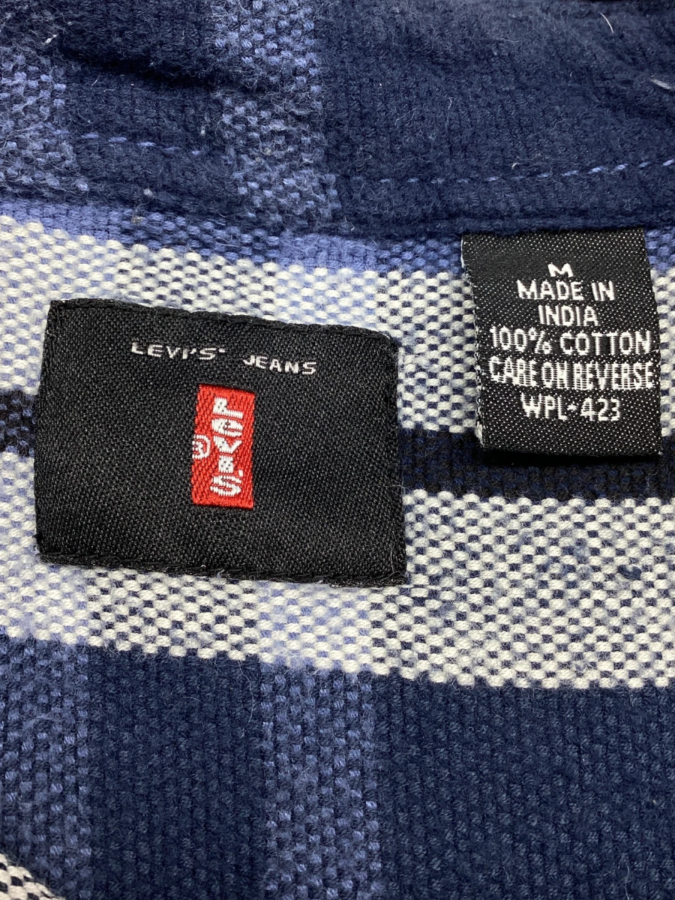 LEVI'S® JEANS
LEVI'S®
M
MADE IN
INDIA
100% COTTON
CARE ON REVERSE
WPL-423